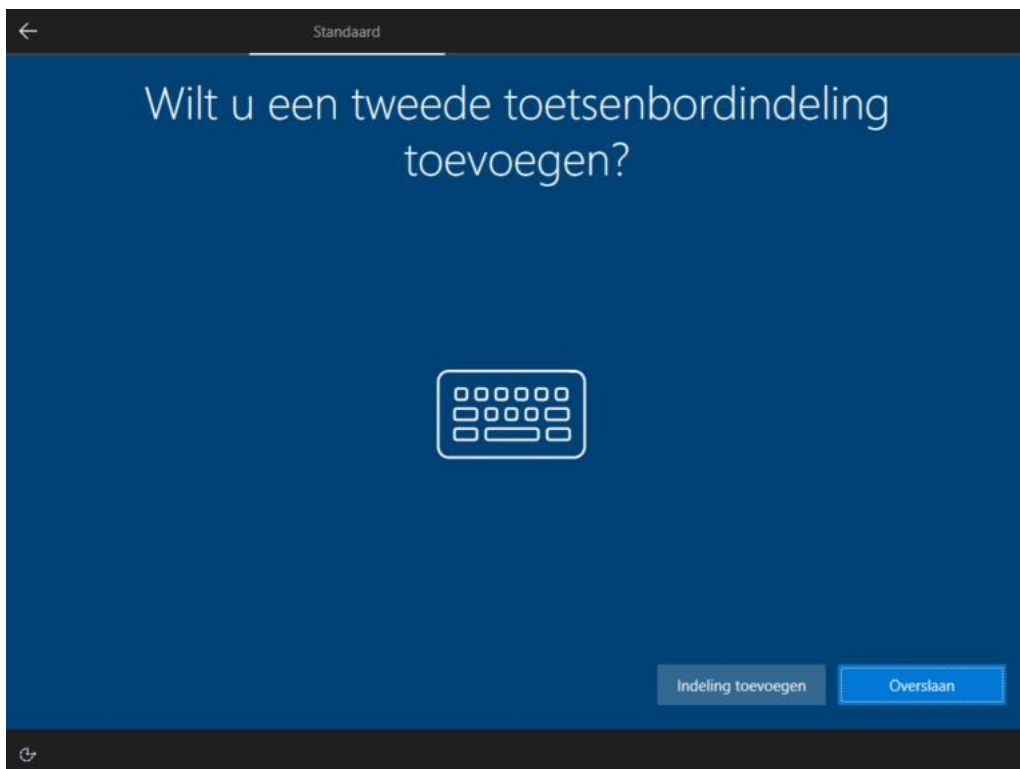 Standaard
Wilt u een tweede toetsenbordindeling
toevoegen?
Indeling toevoegen
Overslaan